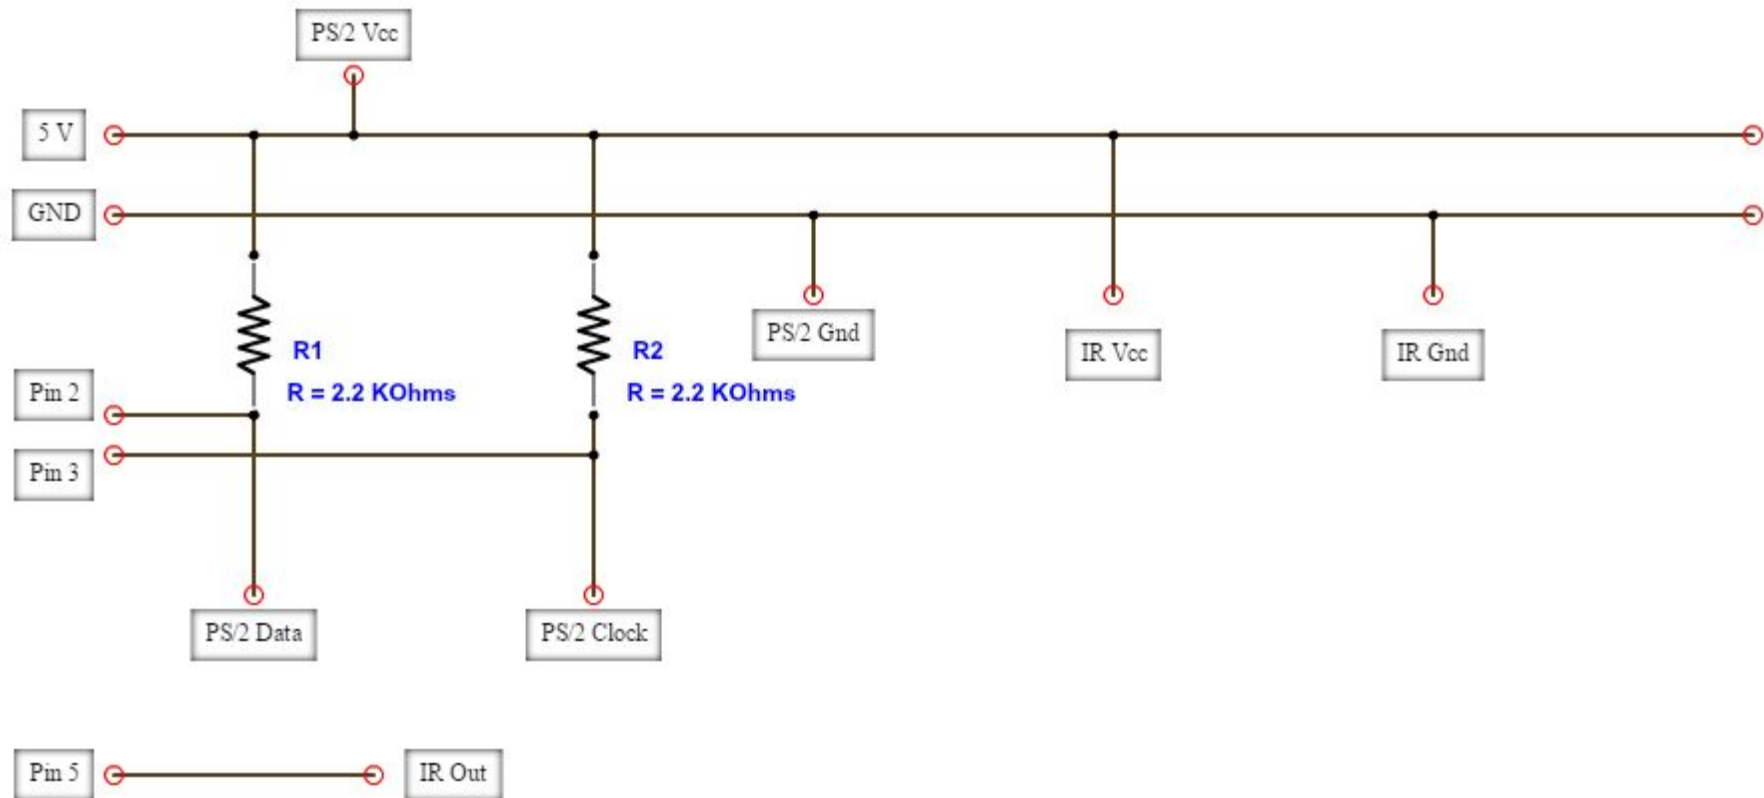 PS/2 Vcc
5 V
GND
PS/2 Gnd
R1
R2
IR Vcc
IR Gnd
Pin 2
R = 2.2 KOhms
R = 2.2 KOhms
Pin 3
PS/2 Data
PS/2 Clock
Pin 5
IR Out